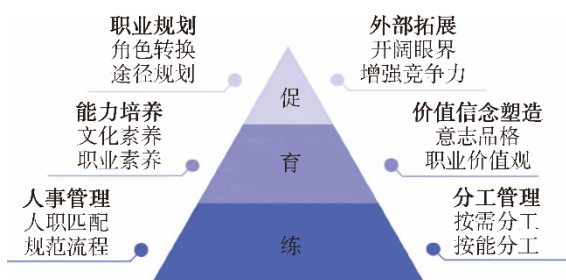 职业规划
角色转换
途径规划
外部拓展
开阔眼界
增强竞争力
促
能力培养
文化素养
职业素养
价值信念塑造
意志品格
职业价值观
育
人事管理
人职匹配
规范流程
分工管理
按需分工
按能分工
练